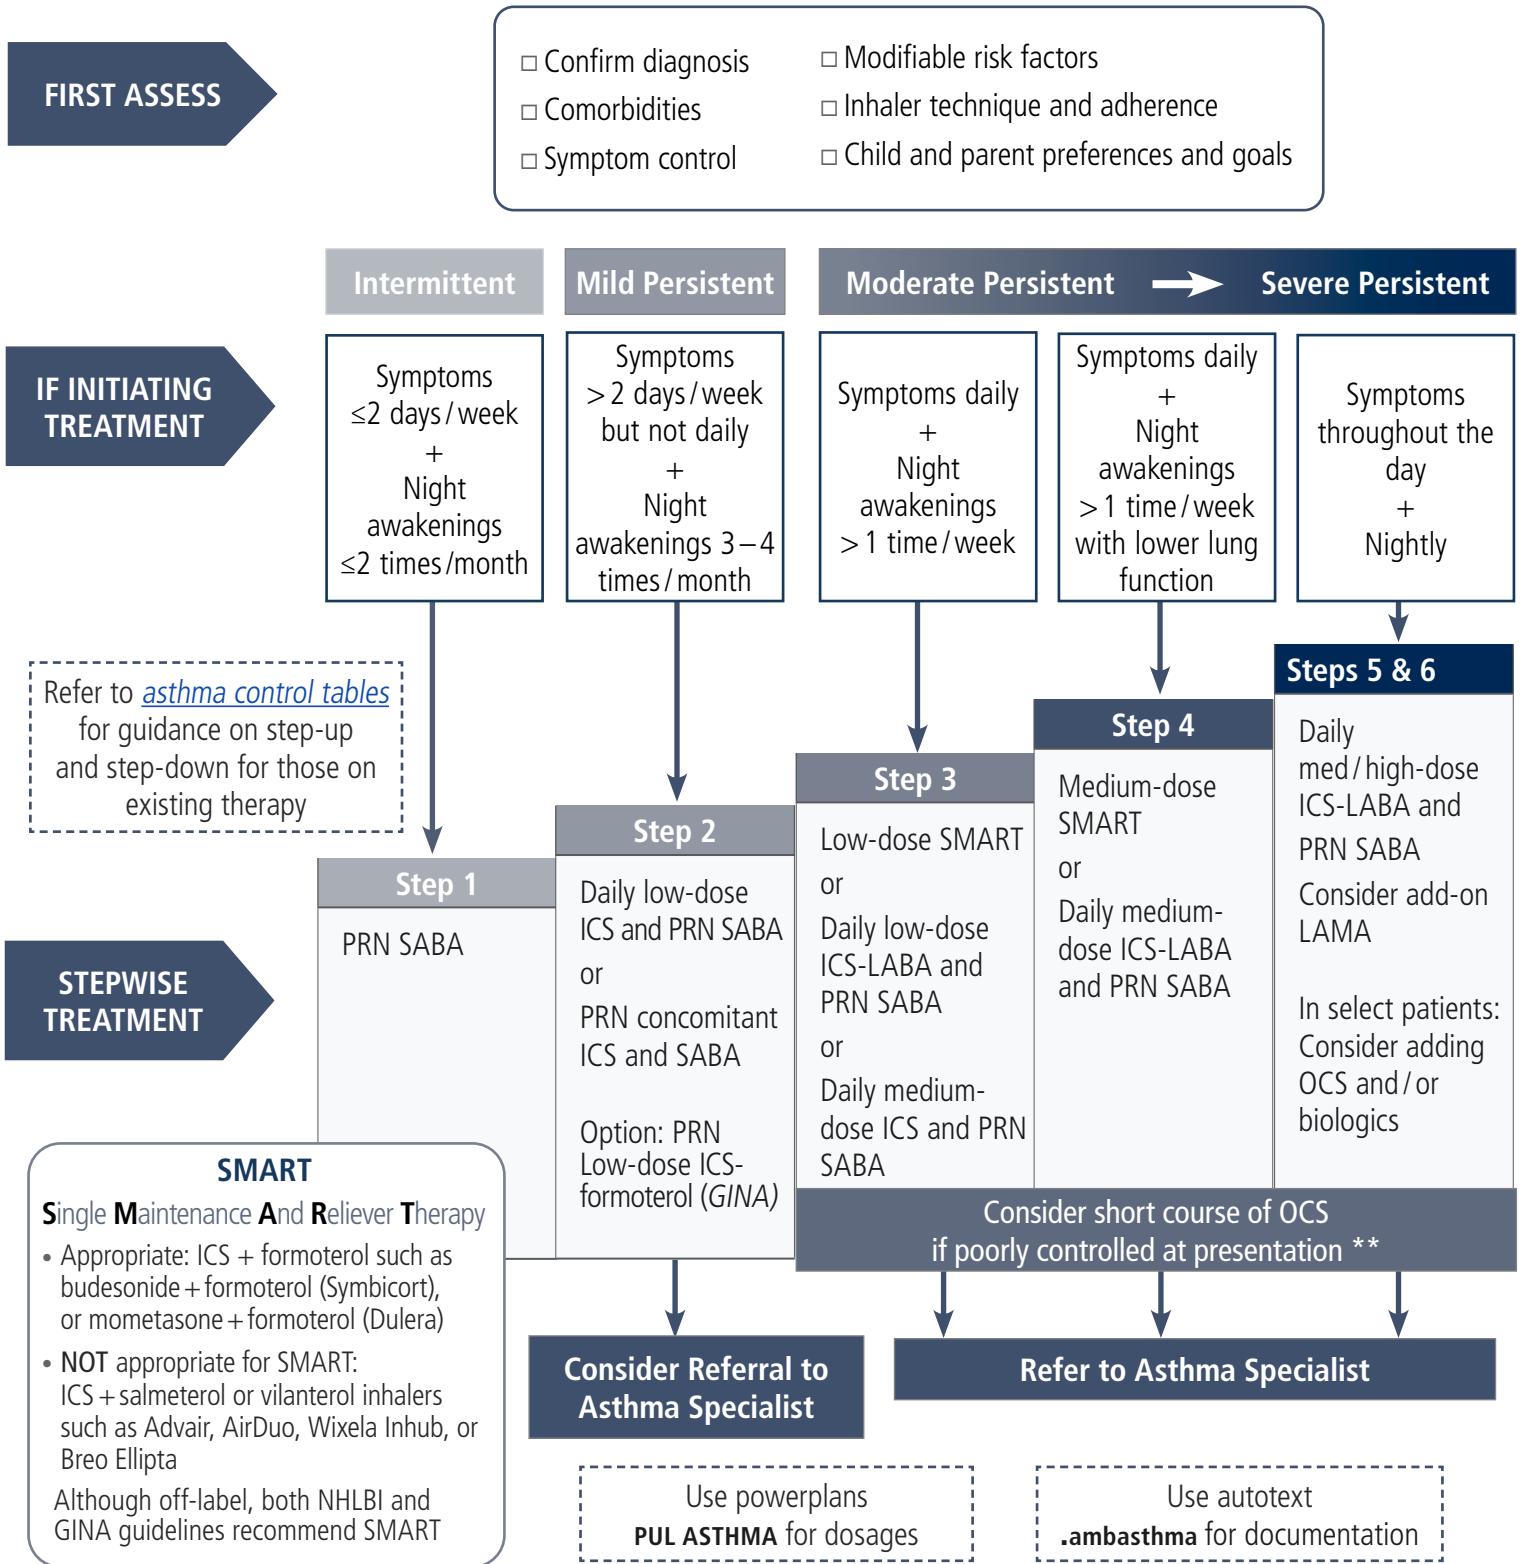 FIRST ASSESS
□ Confirm diagnosis
□ Comorbidities
□ Symptom control
□ Modifiable risk factors
□ Inhaler technique and adherence
□ Child and parent preferences and goals
Intermittent
Mild Persistent
Moderate Persistent → Severe Persistent
IF INITIATING
TREATMENT
Symptoms
≤2 days/week
+
Night
awakenings
≤2 times/month
Symptoms
>2 days/week
but not daily
+
Night
awakenings 3–4
times/month
Symptoms daily
+
Night
awakenings
>1 time/week
Symptoms daily
+
Night
awakenings
>1 time/week
with lower lung
function
Symptoms
throughout the
day
+
Nightly
Refer to asthma control tables
for guidance on step-up
and step-down for those on
existing therapy
STEPWISE
TREATMENT
Step 1
PRN SABA
Step 2
Daily low-dose
ICS and PRN SABA
or
PRN concomitant
ICS and SABA
Option: PRN
Low-dose ICS-
formoterol (GINA)
Step 3
Low-dose SMART
or
Daily low-dose
ICS-LABA and
PRN SABA
or
Daily medium-
dose ICS and PRN
SABA
Step 4
Medium-dose
SMART
or
Daily medium-
dose ICS-LABA
and PRN SABA
Steps 5 & 6
Daily
med/high-dose
ICS-LABA and
PRN SABA
Consider add-on
LAMA
In select patients:
Consider adding
OCS and/or
biologics
Consider short course of OCS
if poorly controlled at presentation **
SMART
Single Maintenance And Reliever Therapy
• Appropriate: ICS + formoterol such as
budesonide+formoterol (Symbicort),
or mometasone+formoterol (Dulera)
• NOT appropriate for SMART:
ICS+salmeterol or vilanterol inhalers
such as Advair, AirDuo, Wixela Inhub, or
Breo Ellipta
Although off-label, both NHLBI and
GINA guidelines recommend SMART
Consider Referral to
Asthma Specialist
Refer to Asthma Specialist
Use powerplans
PUL ASTHMA for dosages
Use autotext
.ambasthma for documentation